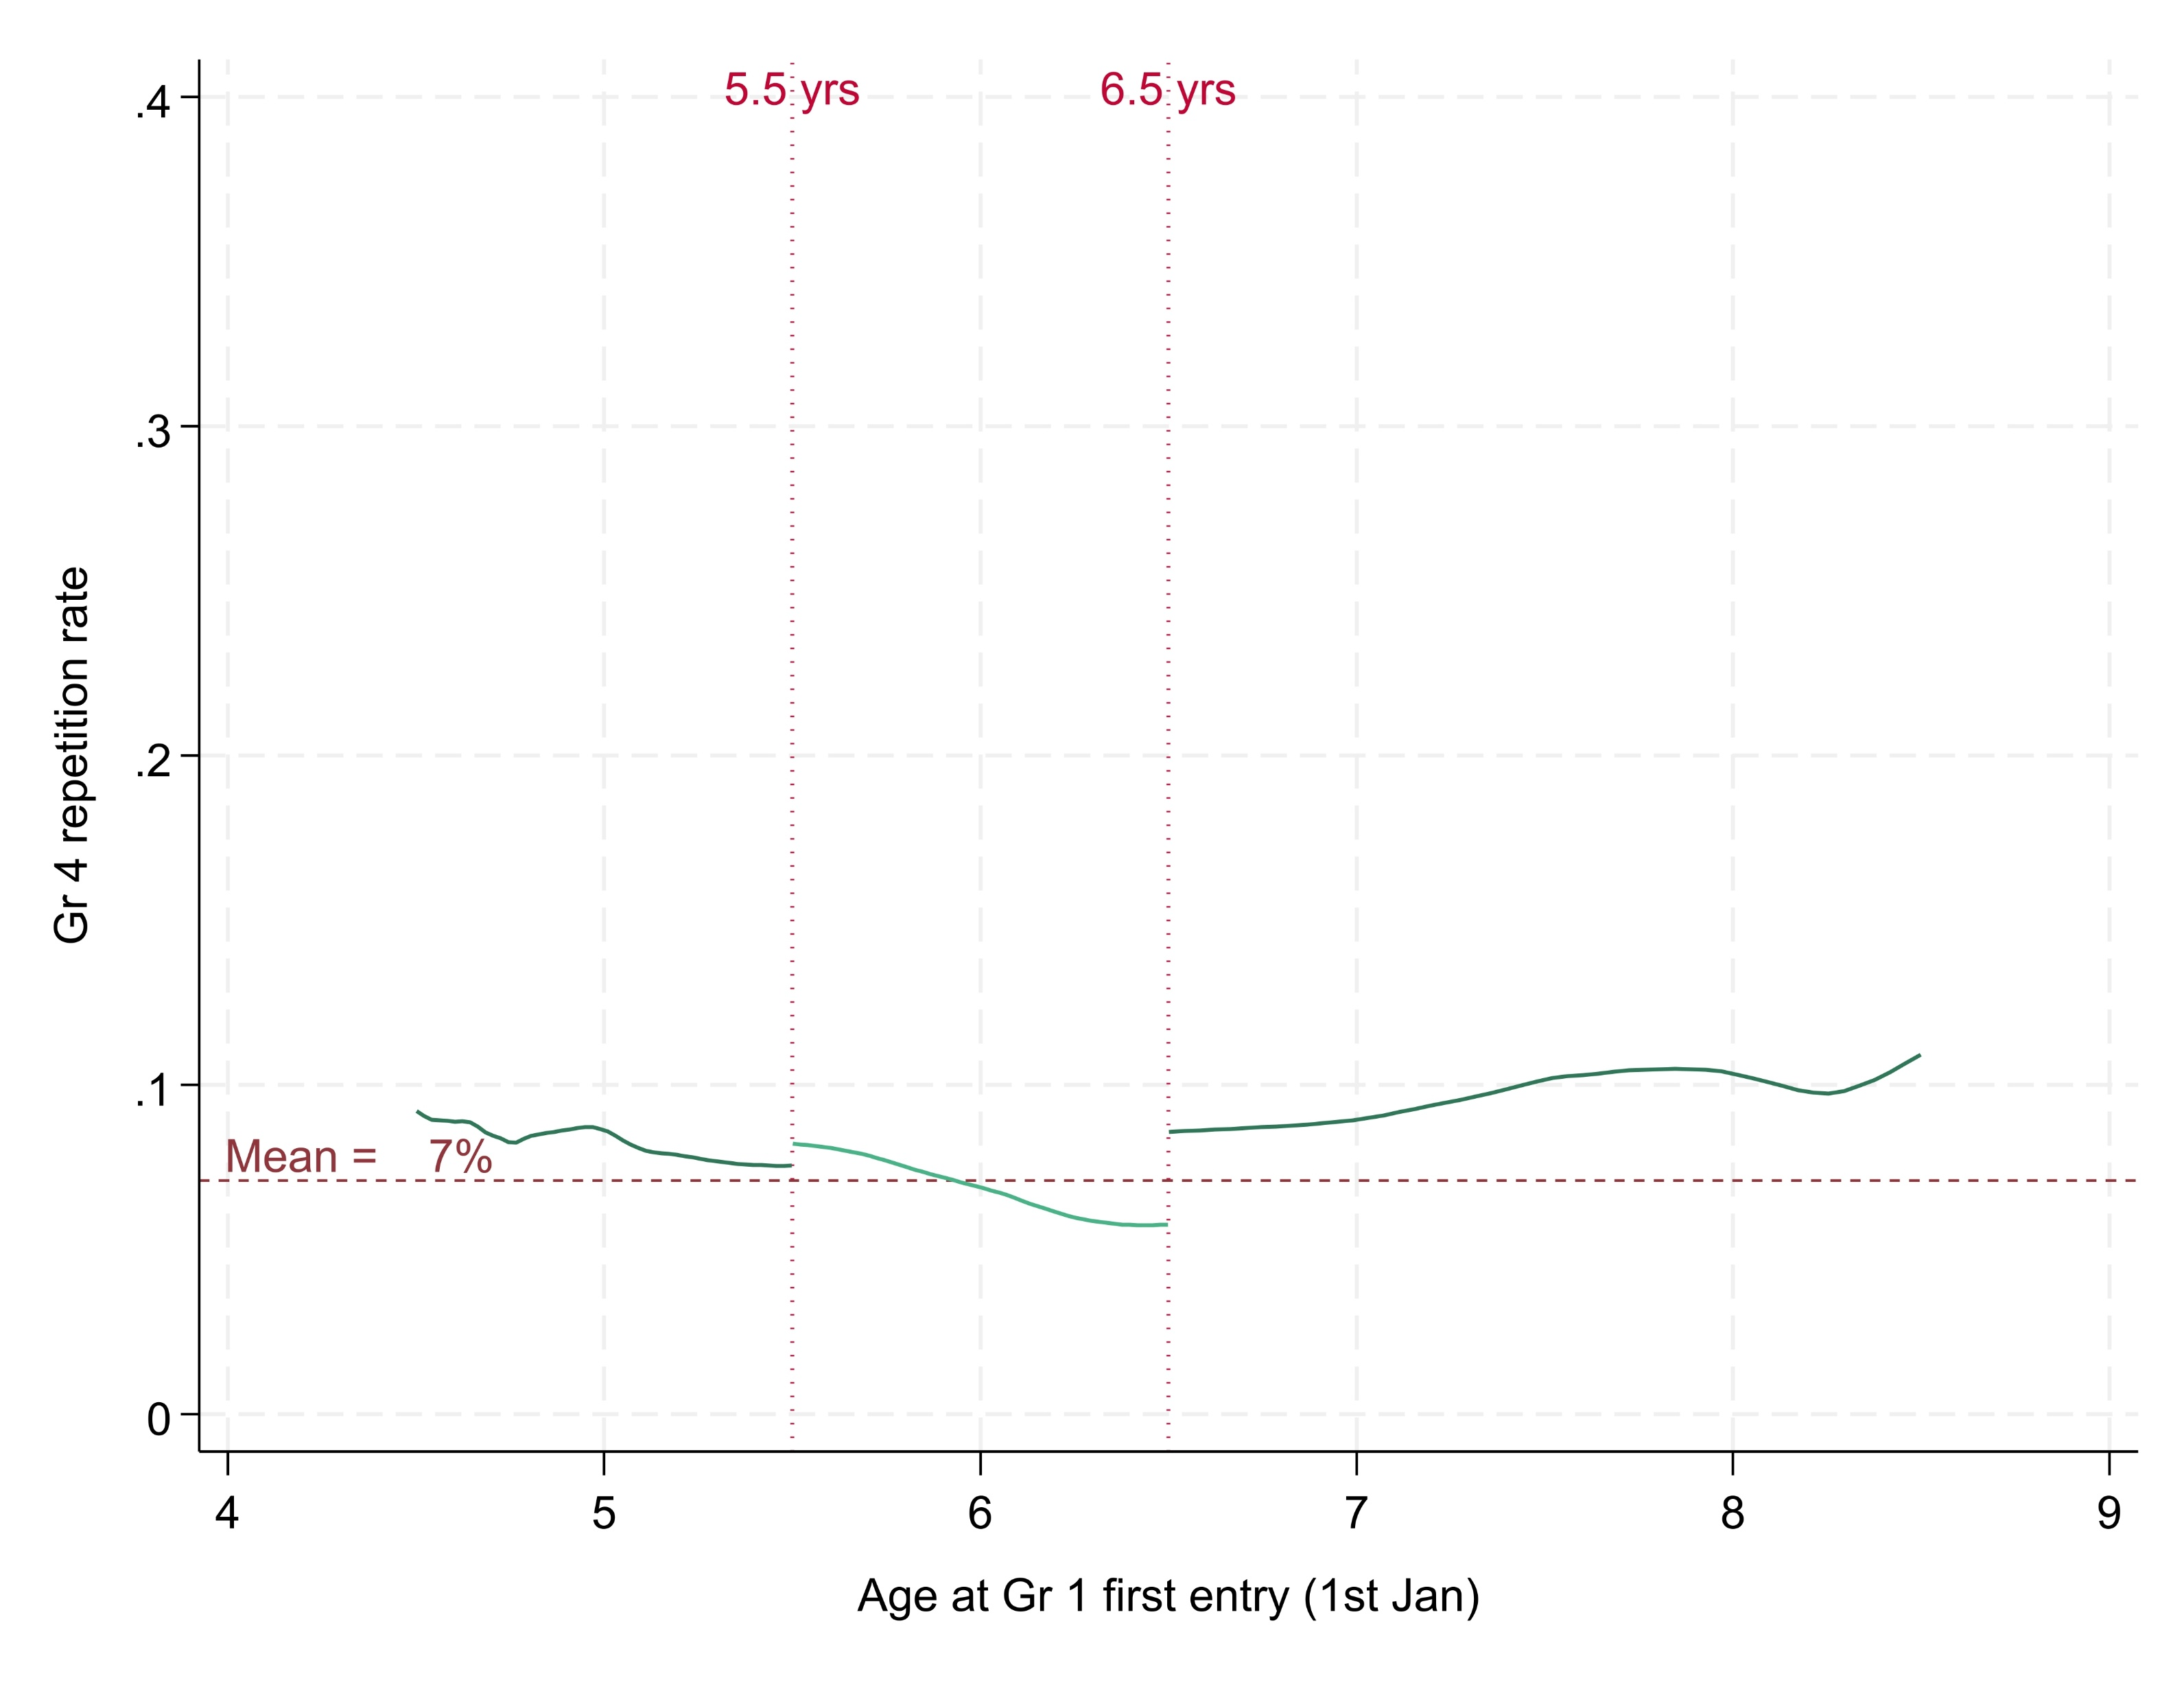 5.5 yrs
6.5 yrs
.4
.3
.2
.1
0
Gr 4 repetition rate
Mean = 7%
4
5
6
7
8
9
Age at Gr 1 first entry (1st Jan)